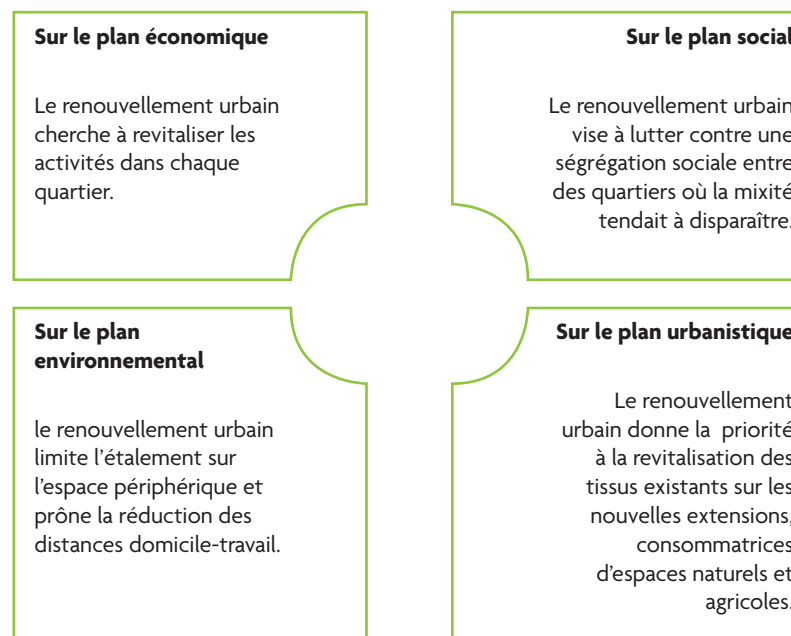 Sur le plan économique
Le renouvellement urbain
cherche à revitaliser les
activités dans chaque
quartier.
Sur le plan social
Le renouvellement urbain
vise à lutter contre une
ségrégation sociale entre
des quartiers où la mixité
tendait à disparaître.
Sur le plan
environnemental
le renouvellement urbain
limite l’étalement sur
l’espace périphérique et
prône la réduction des
distances domicile-travail.
Sur le plan urbanistique
Le renouvellement
urbain donne la priorité
à la revitalisation des
tissus existants sur les
nouvelles extensions,
consommatrices
d’espaces naturels et
agricoles.